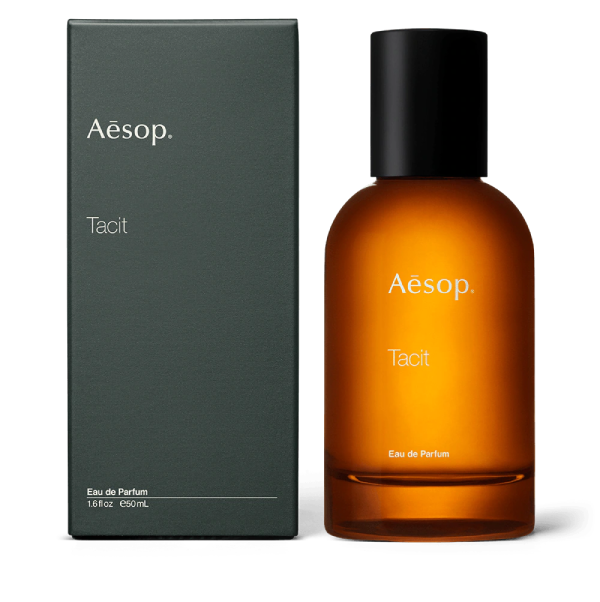 Aēsop®
Tacit
Eau de Parfum
1.6 fl oz ℮50 mL
Aēsop®
Tacit
Eau de Parfum